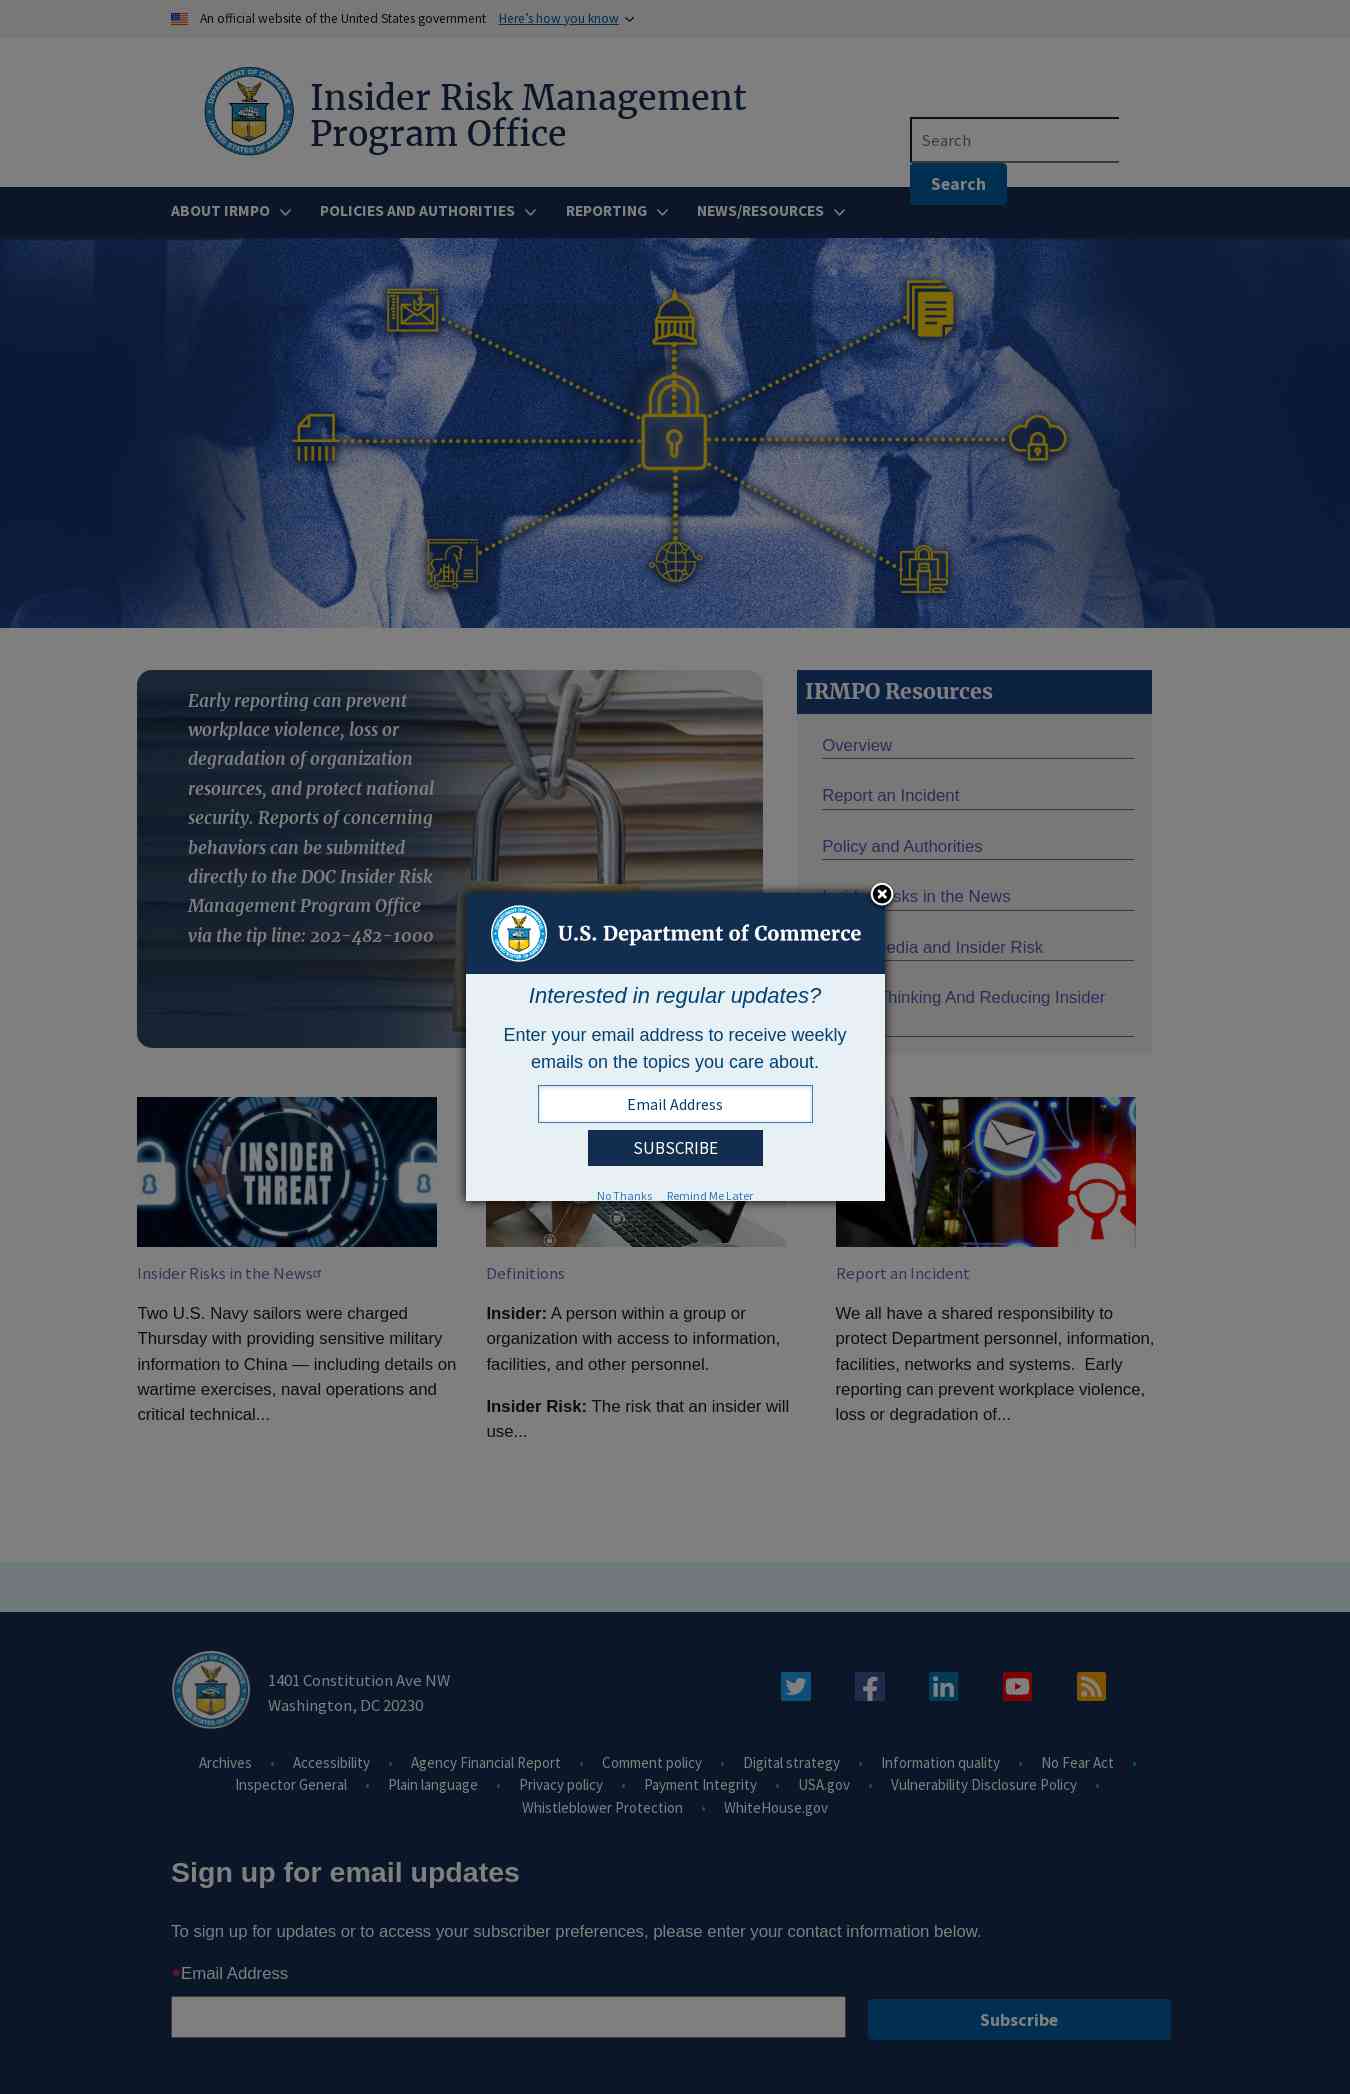 An official website of the United States government Here's how you know
Insider Risk Management
Program Office
Search
Search
ABOUT IRMPO POLICIES AND AUTHORITIES REPORTING NEWS/RESOURCES
Early reporting can prevent
workplace violence, loss or
degradation of organization
resources, and protect national
security. Reports of concerning
behaviors can be submitted
directly to the DOC Insider Risk
Management Program Office
via the tip line: 202-482-1000
IRMPO Resources
Overview
Report an Incident
Policy and Authorities
in the News
and Insider Risk
Thinking And Reducing Insider
U.S. Department of Commerce
Interested in regular updates?
Enter your email address to receive weekly
emails on the topics you care about.
Email Address
SUBSCRIBE
No Thanks Remind Me Later
INSIDER
THREAT
Insider Risks in the News
Two U.S. Navy sailors were charged
Thursday with providing sensitive military
information to China — including details on
wartime exercises, naval operations and
critical technical...
Definitions
Insider: A person within a group or
organization with access to information,
facilities, and other personnel.
Insider Risk: The risk that an insider will
use...
Report an Incident
We all have a shared responsibility to
protect Department personnel, information,
facilities, networks and systems. Early
reporting can prevent workplace violence,
loss or degradation of...
1401 Constitution Ave NW
Washington, DC 20230
Archives Accessibility Agency Financial Report Comment policy Digital strategy Information quality No Fear Act
Inspector General Plain language Privacy policy Payment Integrity USA.gov Vulnerability Disclosure Policy
Whistleblower Protection WhiteHouse.gov
Sign up for email updates
To sign up for updates or to access your subscriber preferences, please enter your contact information below.
*Email Address
Subscribe